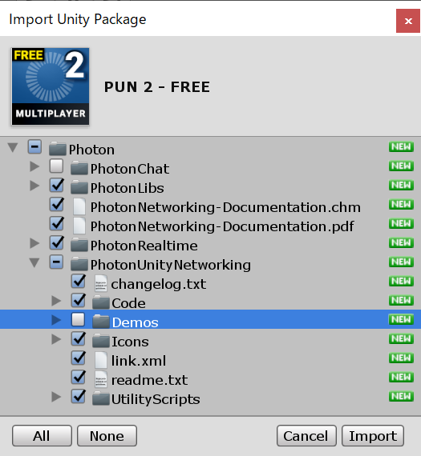 Import Unity Package
×
FREE
2
MULTIPLAYER
PUN 2 - FREE
Photon NEW
PhotonChat NEW
PhotonLibs NEW
PhotonNetworking-Documentation.chm NEW
PhotonNetworking-Documentation.pdf NEW
PhotonRealtime NEW
PhotonUnityNetworking NEW
changelog.txt NEW
Code NEW
Demos NEW
Icons NEW
link.xml NEW
readme.txt NEW
UtilityScripts NEW
All None Cancel Import